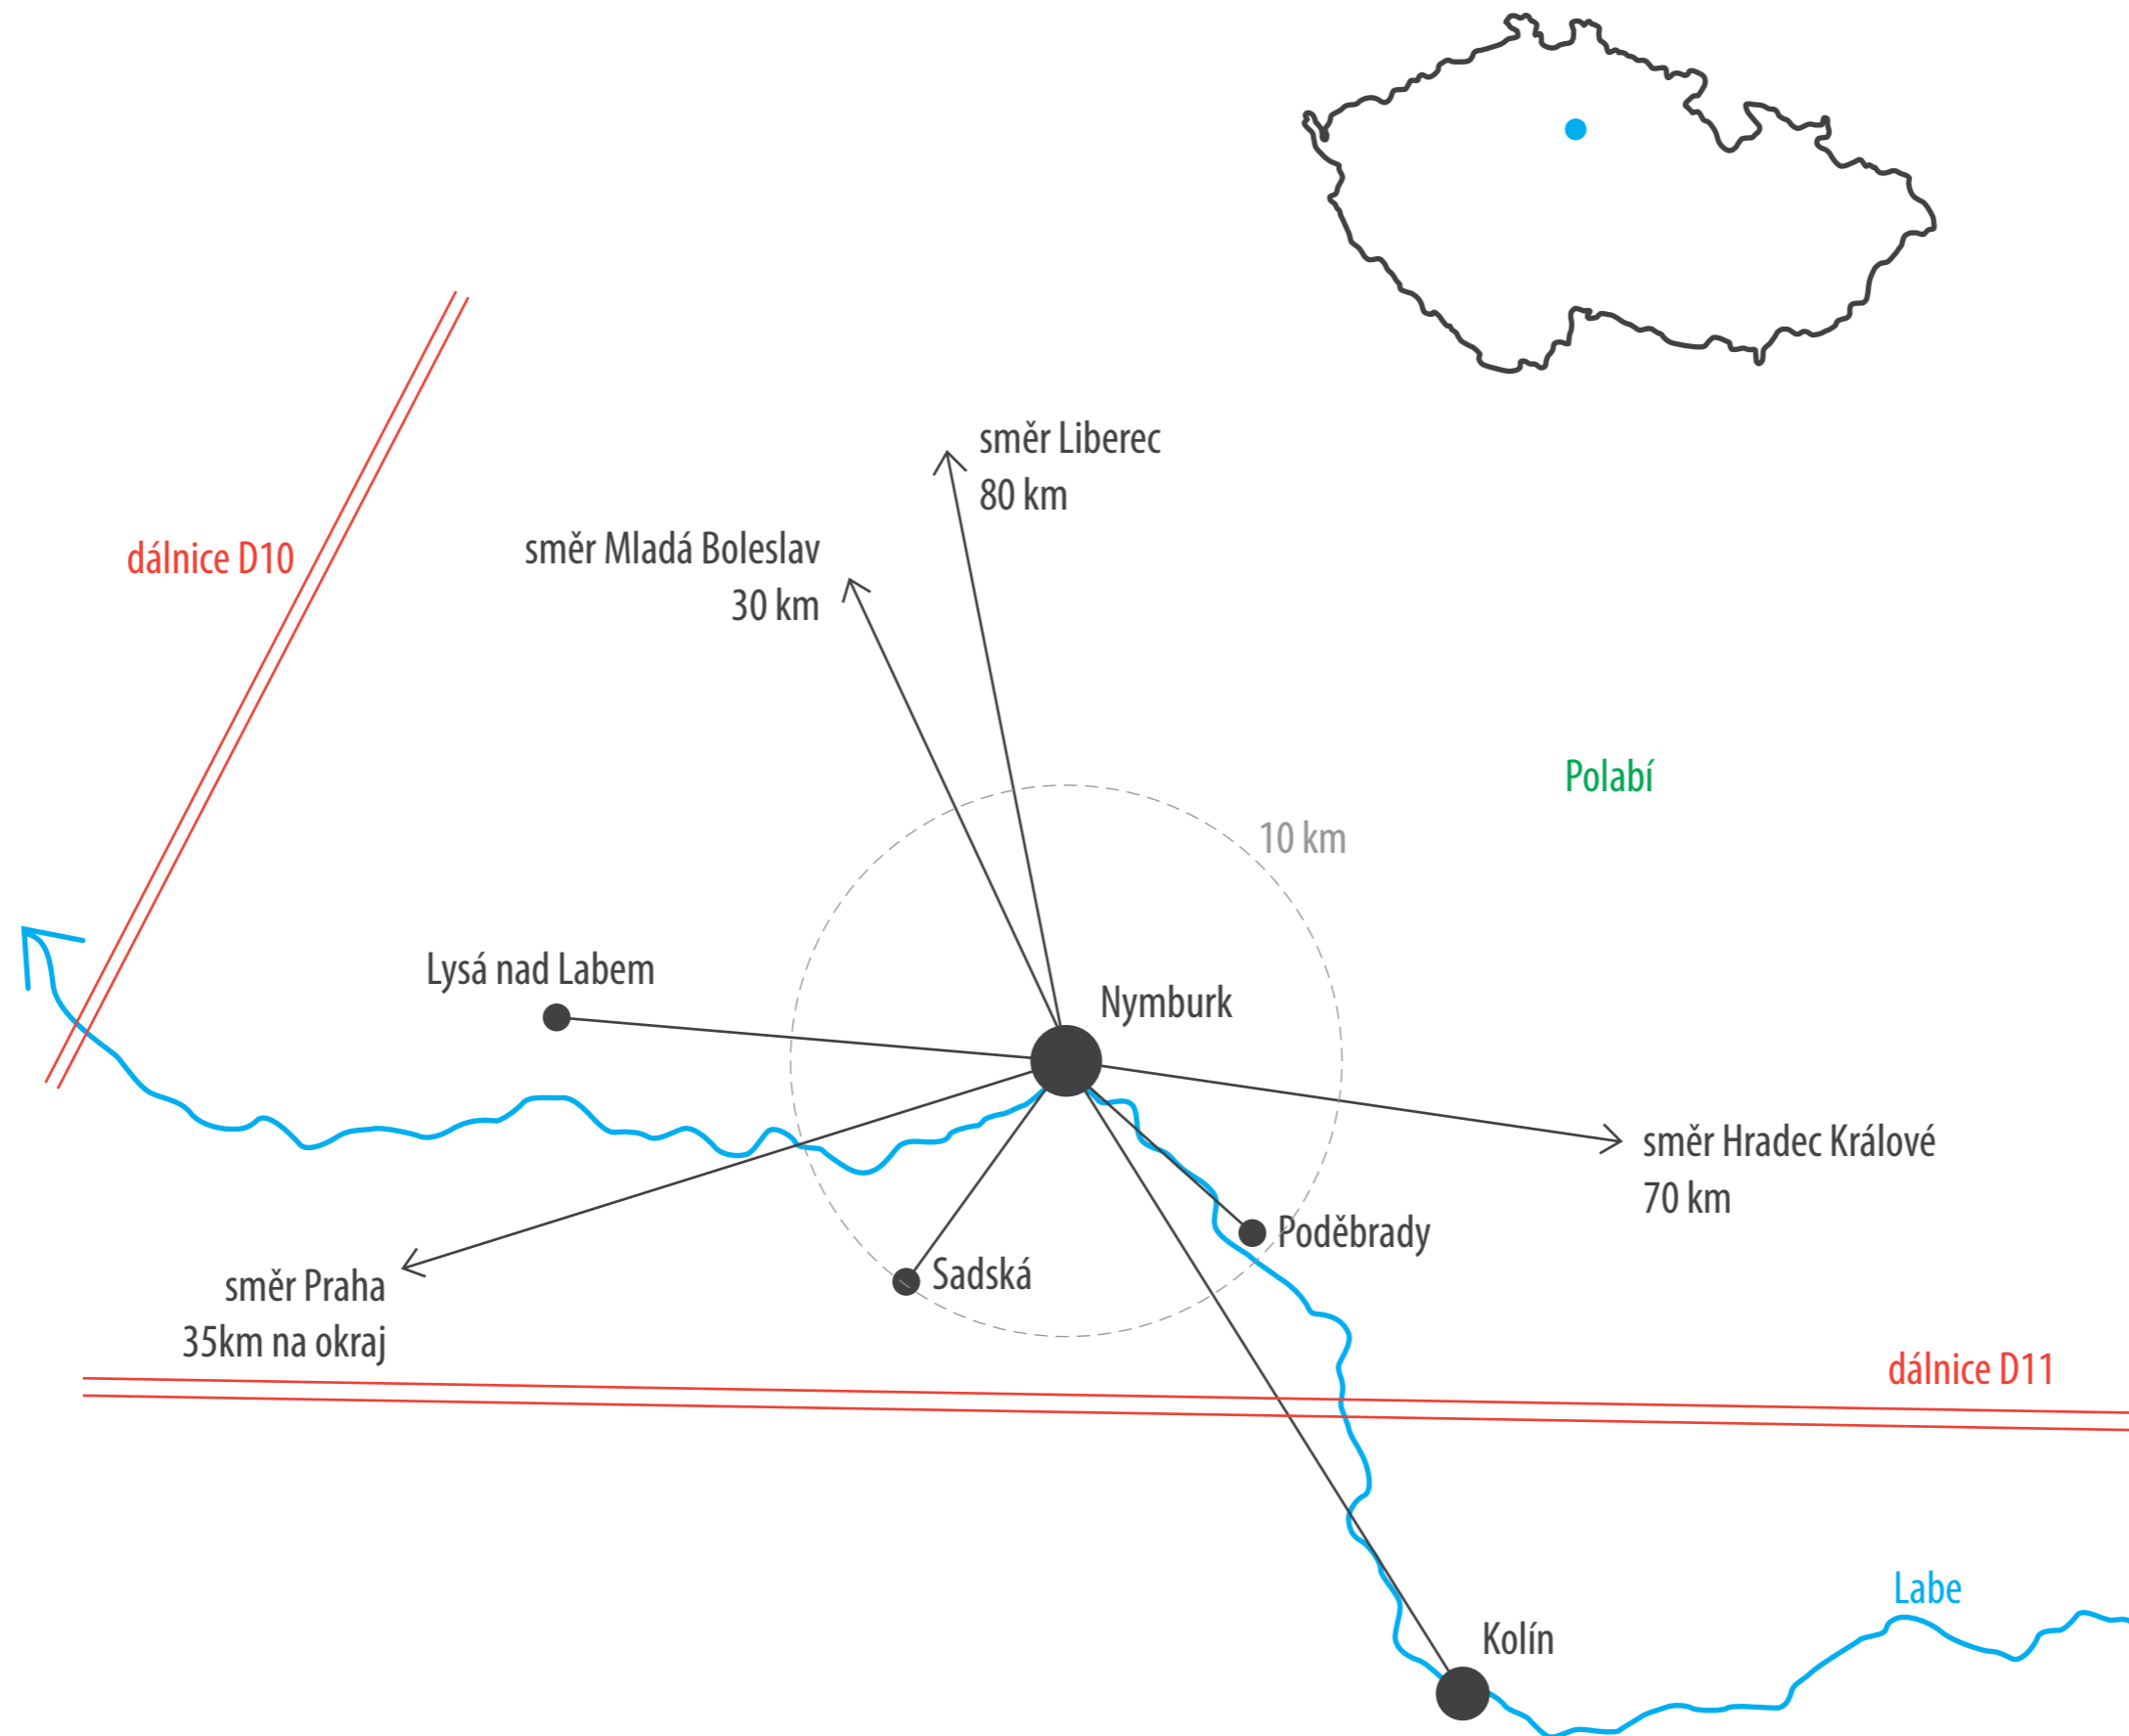 směr Liberec
80 km
dálnice D10
směr Mladá Boleslav
30 km
Polabí
10 km
Lysá nad Labem
Nymburk
směr Hradec Králové
70 km
Poděbrady
Sadská
směr Praha
35km na okraj
dálnice D11
Labe
Kolín